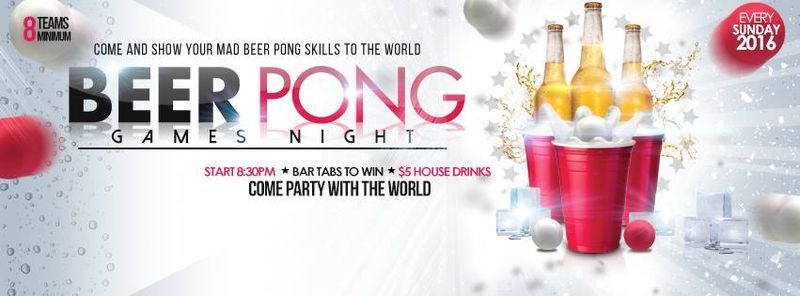 8 TEAMS
MINIMUM
EVERY
SUNDAY
2016
COME AND SHOW YOUR MAD BEER PONG SKILLS TO THE WORLD
BEER PONG
GAMES NIGHT
START 8:30PM ★ BAR TABS TO WIN ★ $5 HOUSE DRINKS
COME PARTY WITH THE WORLD